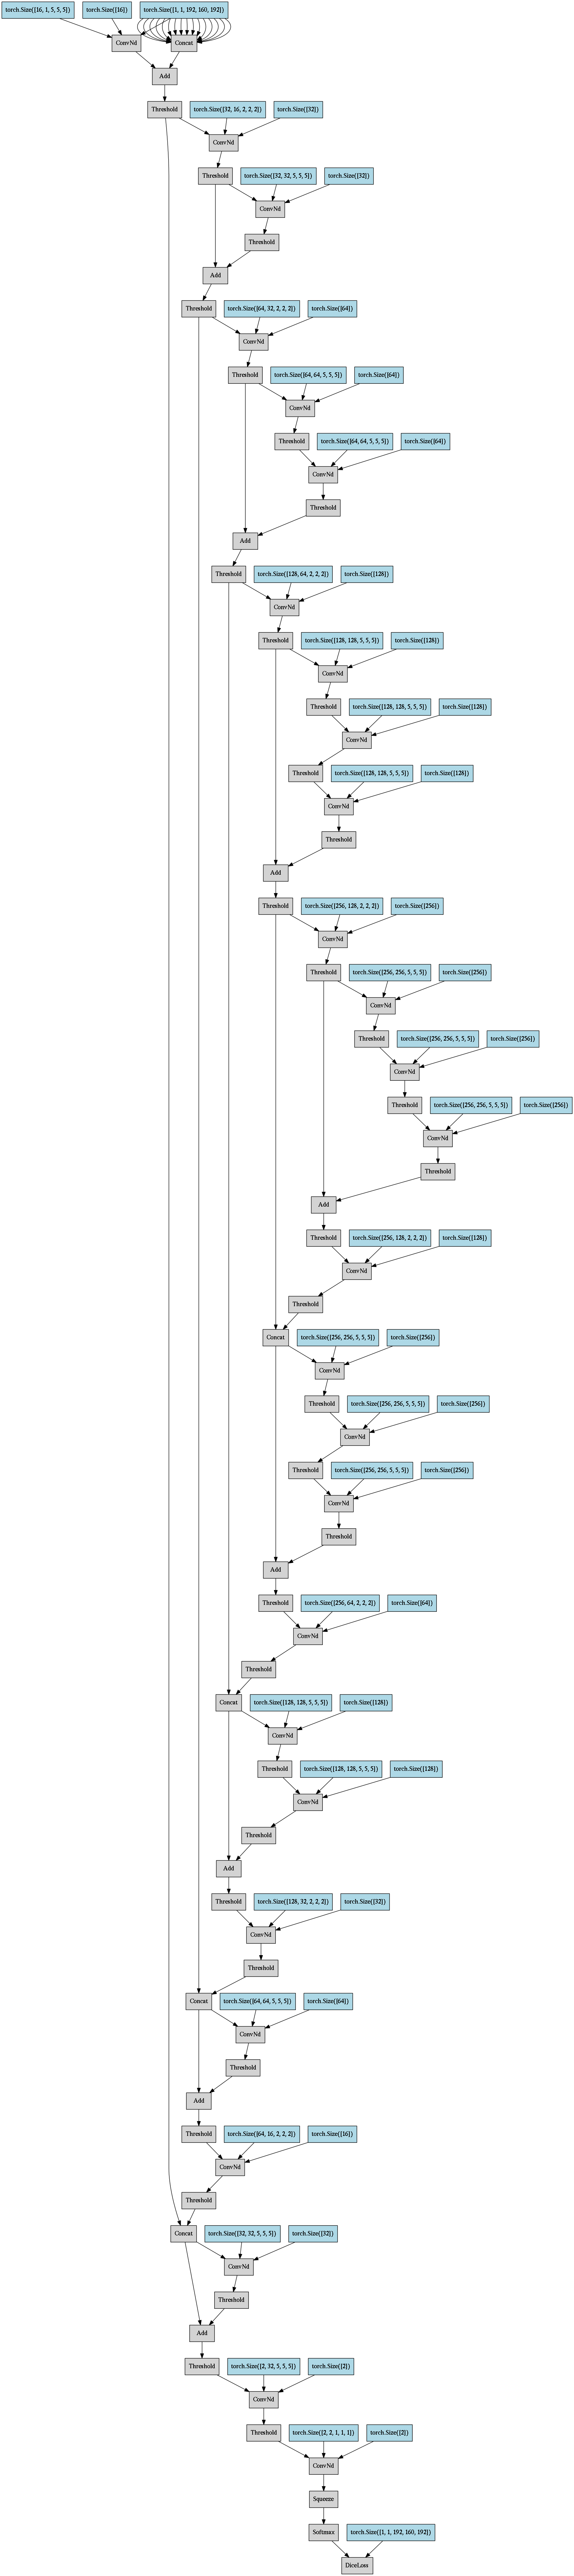 torch.Size([16, 1, 5, 5, 5])
torch.Size([16])
torch.Size([1, 1, 192, 160, 192])
ConvNd
Concat
Add
Threshold
torch.Size([32, 16, 2, 2, 2])
torch.Size([32])
ConvNd
Threshold
torch.Size([32, 32, 5, 5, 5])
torch.Size([32])
ConvNd
Threshold
Add
Threshold
torch.Size([64, 32, 2, 2, 2])
torch.Size([64])
ConvNd
Threshold
torch.Size([64, 64, 5, 5, 5])
torch.Size([64])
ConvNd
Threshold
torch.Size([64, 64, 5, 5, 5])
torch.Size([64])
ConvNd
Threshold
Add
Threshold
torch.Size([128, 64, 2, 2, 2])
torch.Size([128])
ConvNd
Threshold
torch.Size([128, 128, 5, 5, 5])
torch.Size([128])
ConvNd
Threshold
torch.Size([128, 128, 5, 5, 5])
torch.Size([128])
ConvNd
Threshold
torch.Size([128, 128, 5, 5, 5])
torch.Size([128])
ConvNd
Threshold
Add
Threshold
torch.Size([256, 128, 2, 2, 2])
torch.Size([256])
ConvNd
Threshold
torch.Size([256, 256, 5, 5, 5])
torch.Size([256])
ConvNd
Threshold
torch.Size([256, 256, 5, 5, 5])
torch.Size([256])
ConvNd
Threshold
torch.Size([256, 256, 5, 5, 5])
torch.Size([256])
ConvNd
Threshold
Add
Threshold
torch.Size([256, 128, 2, 2, 2])
torch.Size([128])
ConvNd
Threshold
Concat
torch.Size([256, 256, 5, 5, 5])
torch.Size([256])
ConvNd
Threshold
torch.Size([256, 256, 5, 5, 5])
torch.Size([256])
ConvNd
Threshold
torch.Size([256, 256, 5, 5, 5])
torch.Size([256])
ConvNd
Threshold
Add
Threshold
torch.Size([256, 64, 2, 2, 2])
torch.Size([64])
ConvNd
Threshold
Concat
torch.Size([128, 128, 5, 5, 5])
torch.Size([128])
ConvNd
Threshold
torch.Size([128, 128, 5, 5, 5])
torch.Size([128])
ConvNd
Threshold
Add
Threshold
torch.Size([128, 32, 2, 2, 2])
torch.Size([32])
ConvNd
Threshold
Concat
torch.Size([64, 64, 5, 5, 5])
torch.Size([64])
ConvNd
Threshold
Add
Threshold
torch.Size([64, 16, 2, 2, 2])
torch.Size([16])
ConvNd
Threshold
Concat
torch.Size([32, 32, 5, 5, 5])
torch.Size([32])
ConvNd
Threshold
Add
Threshold
torch.Size([2, 32, 5, 5, 5])
torch.Size([2])
ConvNd
Threshold
torch.Size([2, 2, 1, 1, 1])
torch.Size([2])
ConvNd
Squeeze
Softmax
torch.Size([1, 1, 192, 160, 192])
DiceLoss